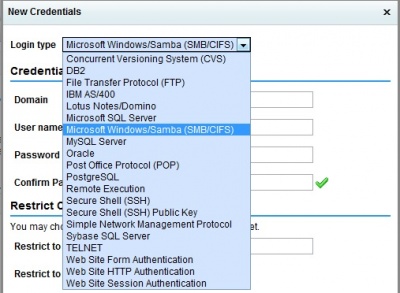 New Credentials
Login type Microsoft Windows/Samba (SMB/CIFS)
Concurrent Versioning System (CVS)
Credentia
DB2
File Transfer Protocol (FTP)
IBM AS/400
Domain
Lotus Notes/Domino
Microsoft SQL Server
User name
Microsoft Windows/Samba (SMB/CIFS)
MySQL Server
Password
Oracle
Post Office Protocol (POP)
Confirm Pa
PostgreSQL
Remote Execution
Restrict C
Secure Shell (SSH)
Secure Shell (SSH) Public Key
You may cho
Simple Network Management Protocol
et.
Restrict to
Sybase SQL Server
TELNET
Web Site Form Authentication
Restrict to
Web Site HTTP Authentication
Web Site Session Authentication